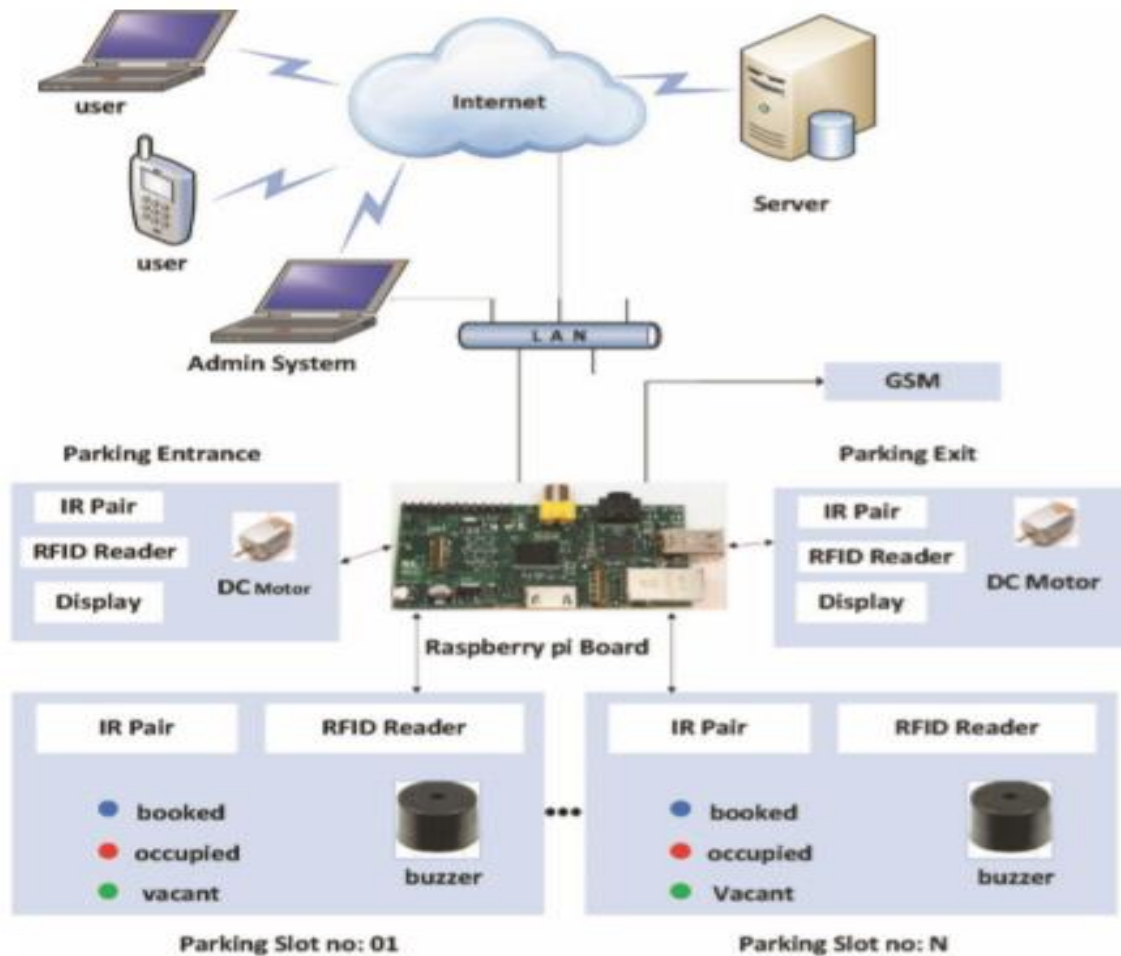 user
Internet
Server
user
Admin System
L A N
GSM
Parking Entrance
Parking Exit
IR Pair
RFID Reader
Display
DC Motor
IR Pair
RFID Reader
Display
DC Motor
Raspberry pi Board
IR Pair
RFID Reader
booked
occupied
vacant
buzzer
•••
IR Pair
RFID Reader
booked
occupied
Vacant
buzzer
Parking Slot no: 01
Parking Slot no: N